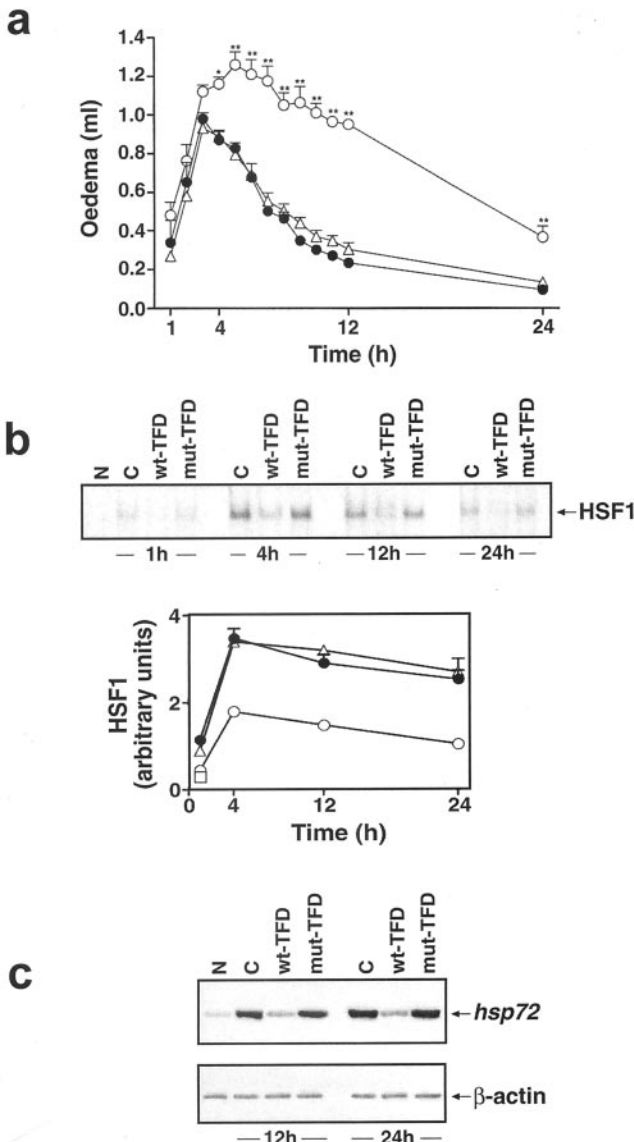 a
Oedema (ml)
1.4
1.2
1.0
0.8
0.6
0.4
0.2
0.0
* ** ** ** ** ** ** ** ** **
1 4 12 24
Time (h)
b
N C wt-TFD mut-TFD C wt-TFD mut-TFD C wt-TFD mut-TFD C wt-TFD mut-TFD
←HSF1
— 1h — — 4h — — 12h — — 24h —
HSF1
(arbitrary units)
4
2
0
0 4 12 24
Time (h)
c
N C wt-TFD mut-TFD C wt-TFD mut-TFD
←hsp72
←β-actin
— 12h — — 24h —